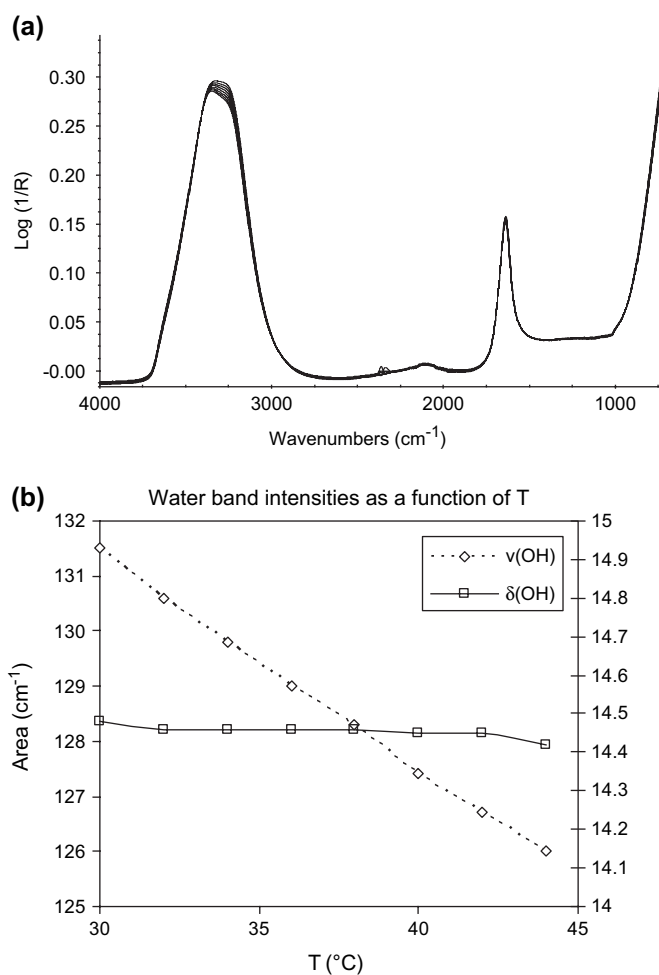 (a)
0.30
0.25
0.20
0.15
0.10
0.05
-0.00
Log (1/R)
4000 3000 2000 1000
Wavenumbers (cm⁻¹)
(b)
Water band intensities as a function of T
132
131
130
129
128
127
126
125
Area (cm⁻¹)
ν(OH)
δ(OH)
15
14.9
14.8
14.7
14.6
14.5
14.4
14.3
14.2
14.1
14
30 35 40 45
T (°C)